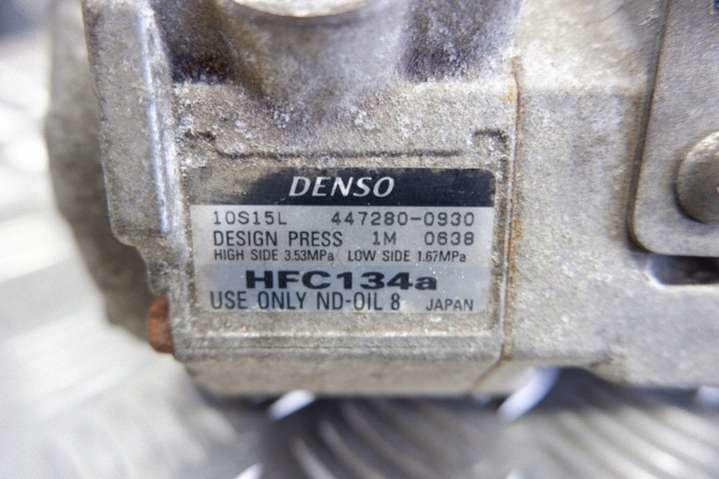 DENSO
10S15L 447280-0930
DESIGN PRESS 1M 0638
HIGH SIDE 3.53MPa LOW SIDE 1.67MPa
HFC134a
USE ONLY ND-OIL 8 JAPAN